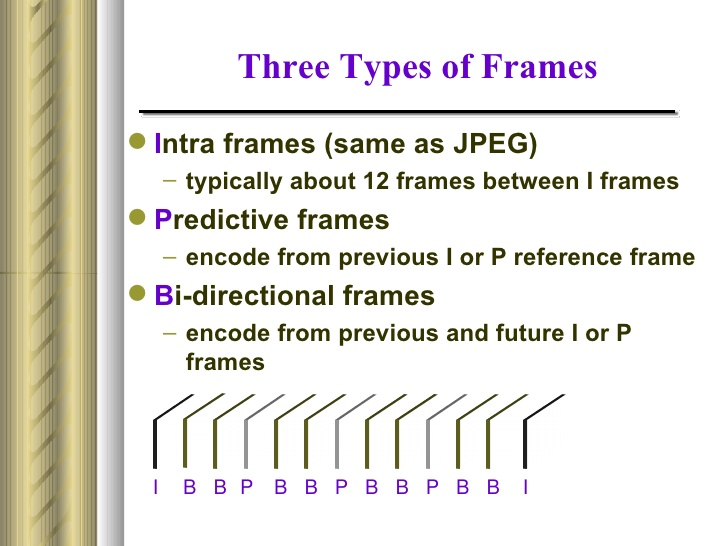 Three Types of Frames
Intra frames (same as JPEG)
– typically about 12 frames between I frames
Predictive frames
– encode from previous I or P reference frame
Bi-directional frames
– encode from previous and future I or P
frames
I B B P B B P B B P B B I